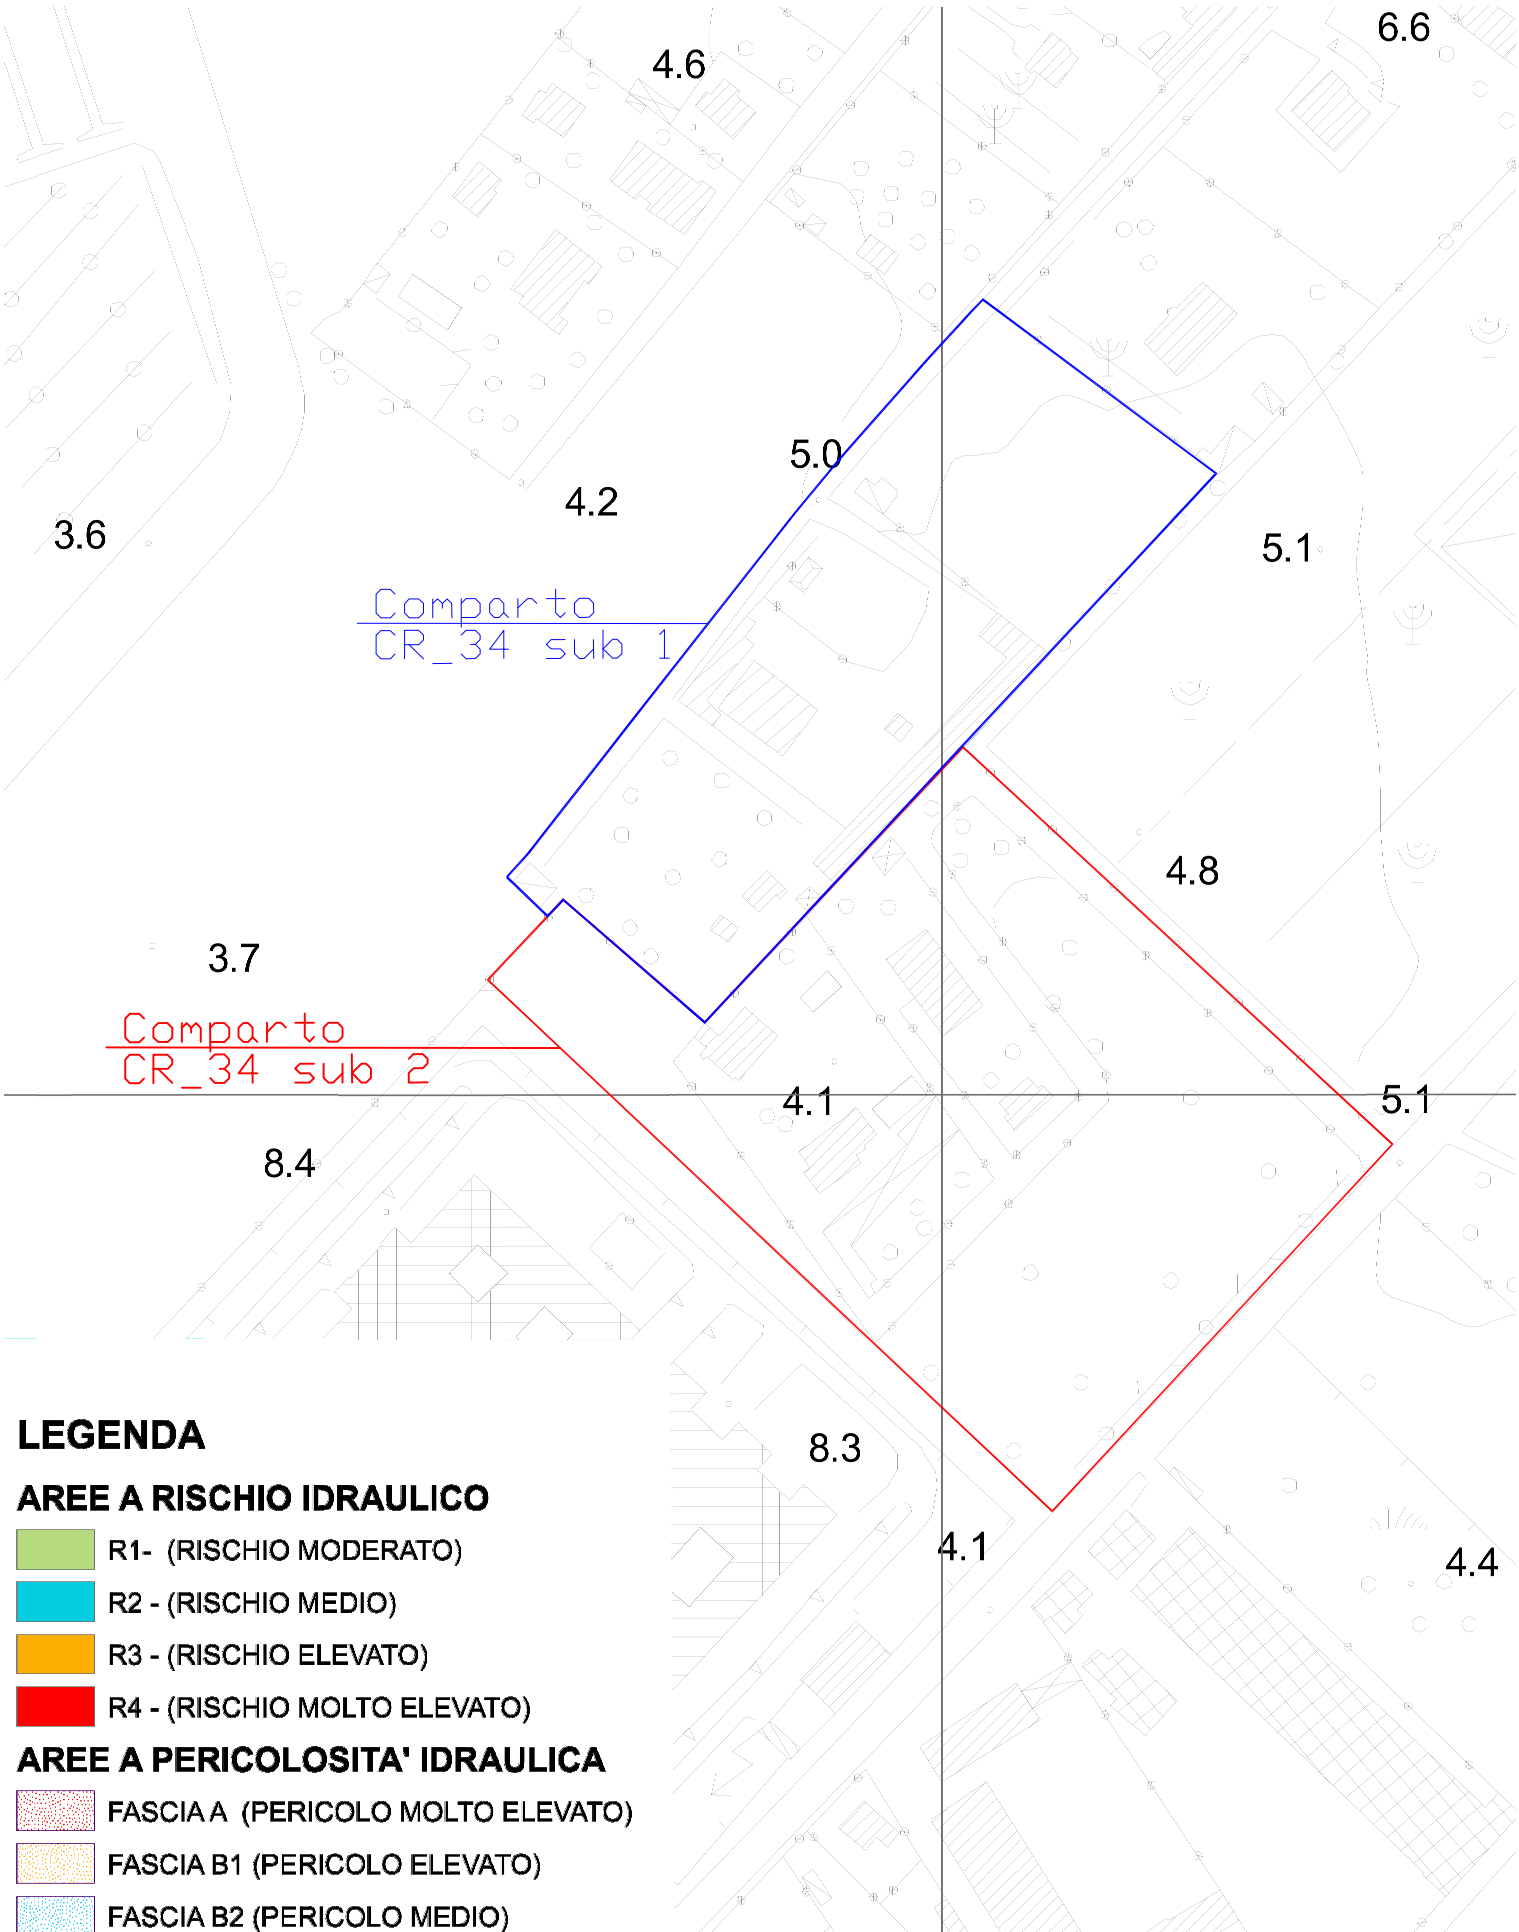 6.6
4.6
5.0
4.2
3.6
5.1
Comparto
CR_34 sub 1
4.8
3.7
Comparto
CR_34 sub 2
4.1
5.1
8.4
8.3
4.1
4.4
LEGENDA
AREE A RISCHIO IDRAULICO
R1- (RISCHIO MODERATO)
R2 - (RISCHIO MEDIO)
R3 - (RISCHIO ELEVATO)
R4 - (RISCHIO MOLTO ELEVATO)
AREE A PERICOLOSITA' IDRAULICA
FASCIA A (PERICOLO MOLTO ELEVATO)
FASCIA B1 (PERICOLO ELEVATO)
FASCIA B2 (PERICOLO MEDIO)